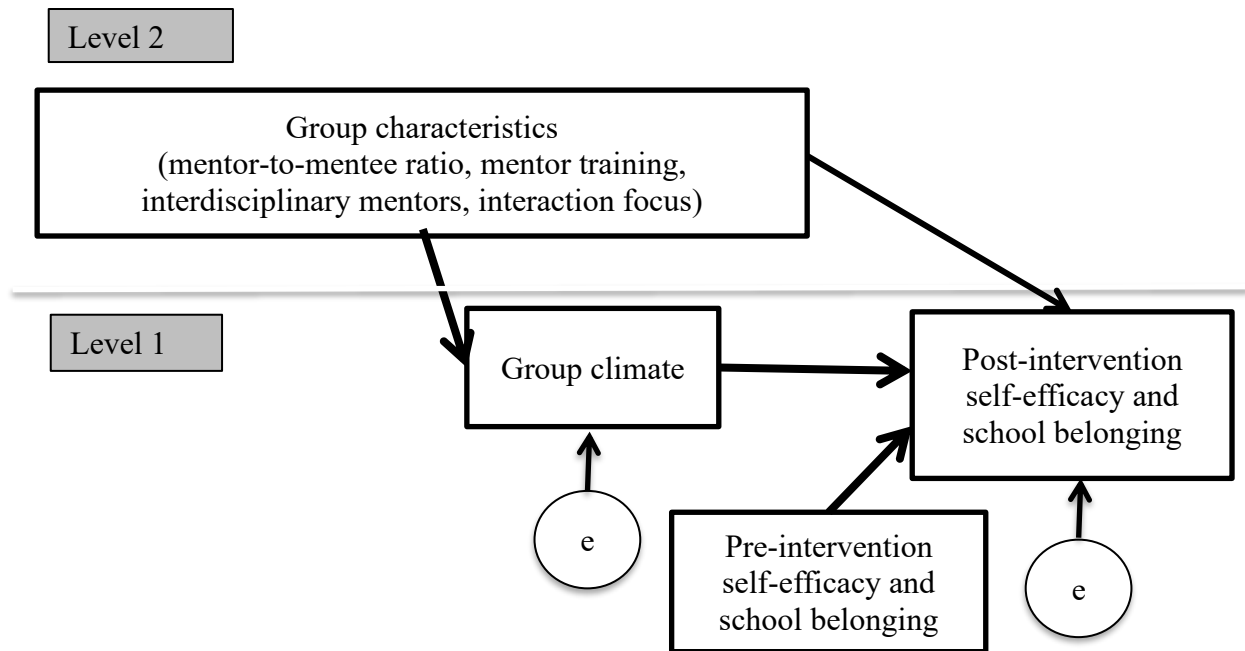 Level 2
Group characteristics
(mentor-to-mentee ratio, mentor training,
interdisciplinary mentors, interaction focus)
Level 1
Group climate
Post-intervention
self-efficacy and
school belonging
e
Pre-intervention
self-efficacy and
school belonging
e